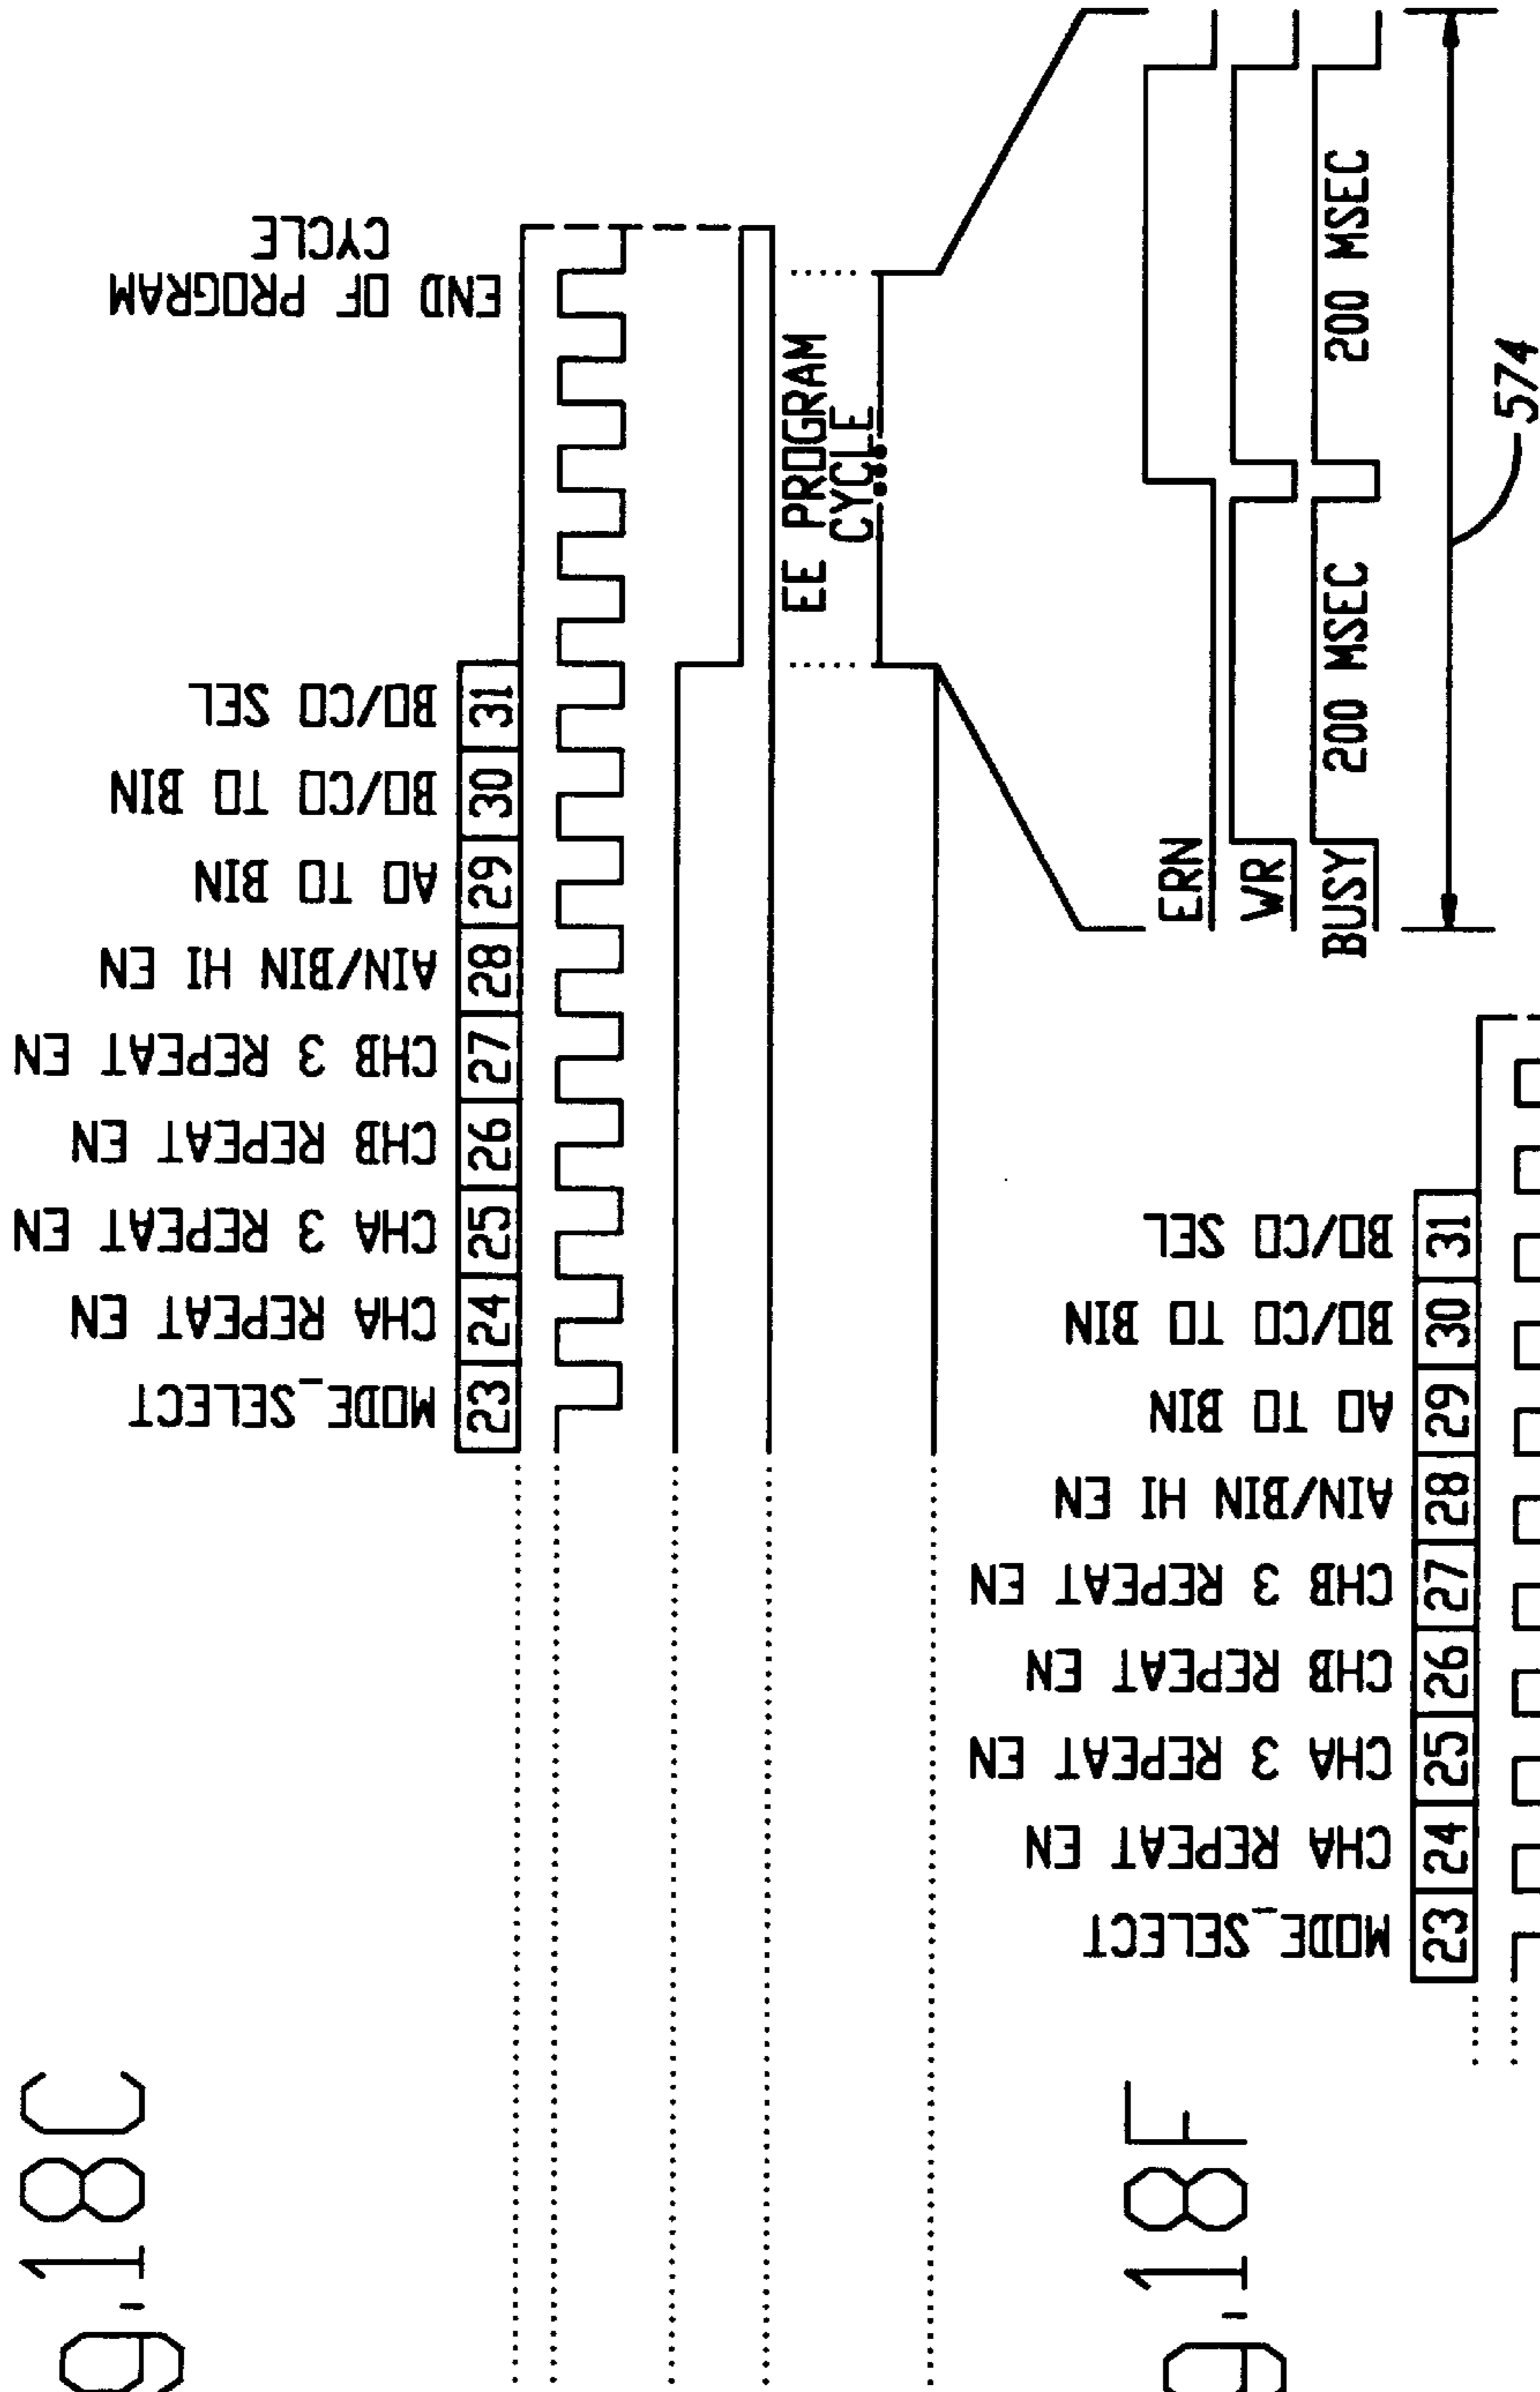 g.18C
MODE_SELECT
CHA REPEAT EN
CHA 3 REPEAT EN
CHB REPEAT EN
CHB 3 REPEAT EN
AIN/BIN HI EN
AO TO BIN
BO/CO TO BIN
BO/CO SEL
END OF PROGRAM
CYCLE
23 24 25 26 27 28 29 30 31
EE PROGRAM
CYCLE
ERN
WR
BUSY 200 MSEC 200 MSEC
574
g.18F
MODE_SELECT
CHA REPEAT EN
CHA 3 REPEAT EN
CHB REPEAT EN
CHB 3 REPEAT EN
AIN/BIN HI EN
AO TO BIN
BO/CO TO BIN
BO/CO SEL
23 24 25 26 27 28 29 30 31